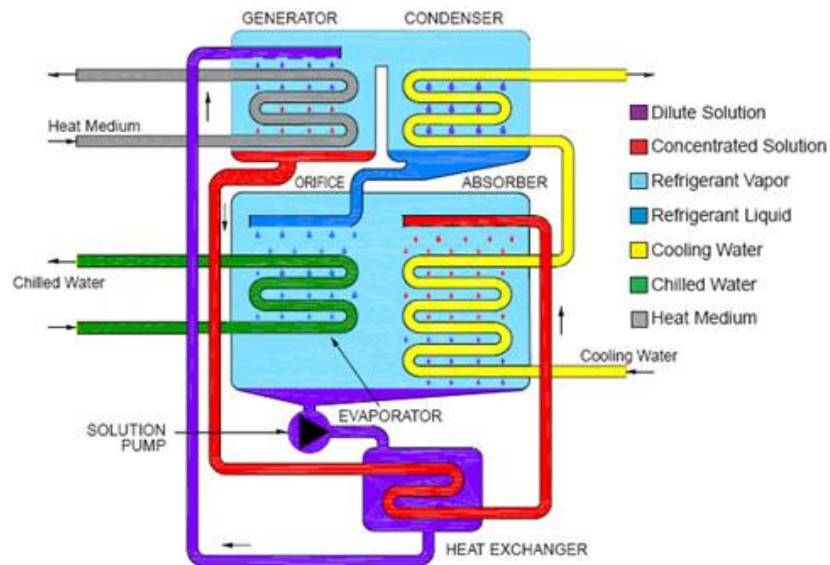 GENERATOR
CONDENSER
Heat Medium
ORIFICE
ABSORBER
Chilled Water
Cooling Water
EVAPORATOR
SOLUTION
PUMP
HEAT EXCHANGER
Dilute Solution
Concentrated Solution
Refrigerant Vapor
Refrigerant Liquid
Cooling Water
Chilled Water
Heat Medium